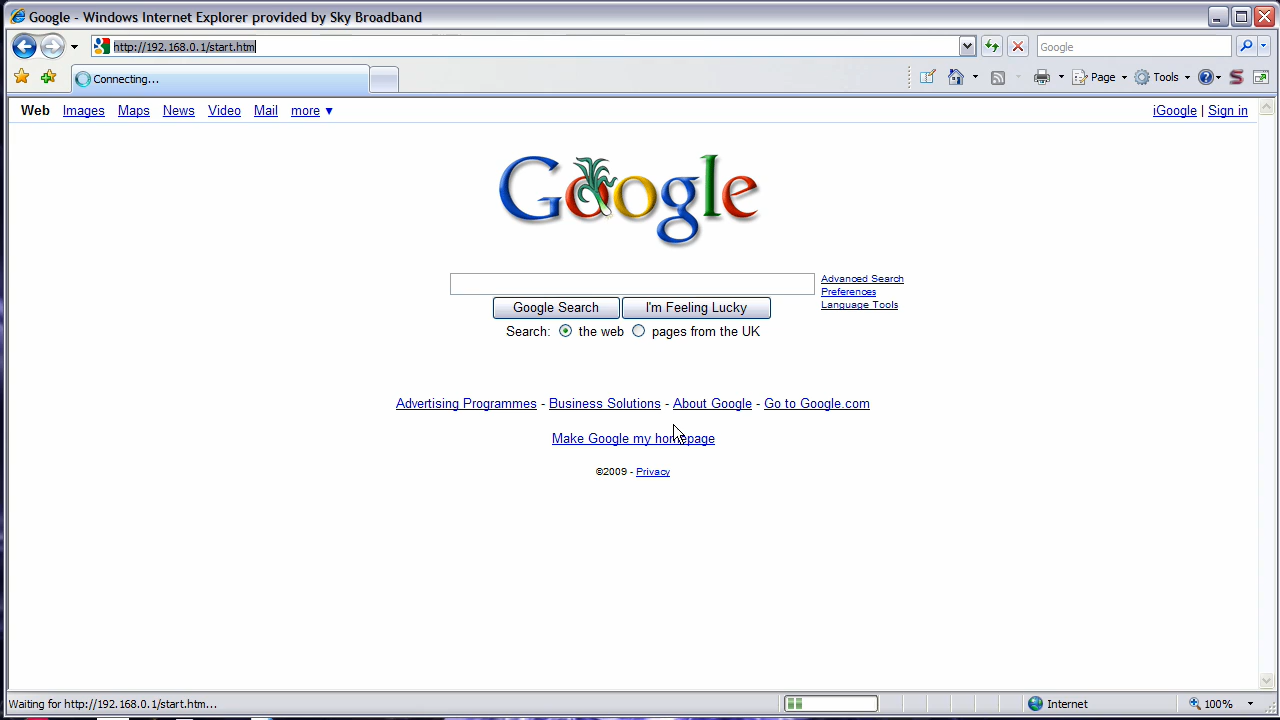 Google - Windows Internet Explorer provided by Sky Broadband
http://192.168.0.1/start.htm
Google
Connecting...
Page
Tools
Web Images Maps News Video Mail more ▼
iGoogle | Sign in
Google
Advanced Search
Preferences
Language Tools
Google Search
I'm Feeling Lucky
Search: the web pages from the UK
Advertising Programmes - Business Solutions - About Google - Go to Google.com
Make Google my homepage
©2009 - Privacy
Waiting for http://192.168.0.1/start.htm...
Internet
100%